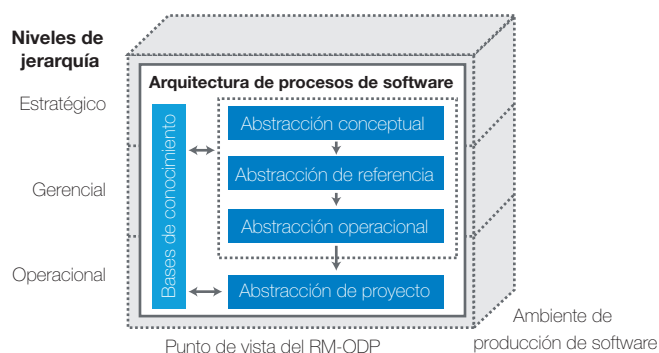 Niveles de
jerarquía
Arquitectura de procesos de software
Estratégico
Gerencial
Operacional
Bases de conocimiento
Abstracción conceptual
Abstracción de referencia
Abstracción operacional
Abstracción de proyecto
Punto de vista del RM-ODP
Ambiente de
producción de software